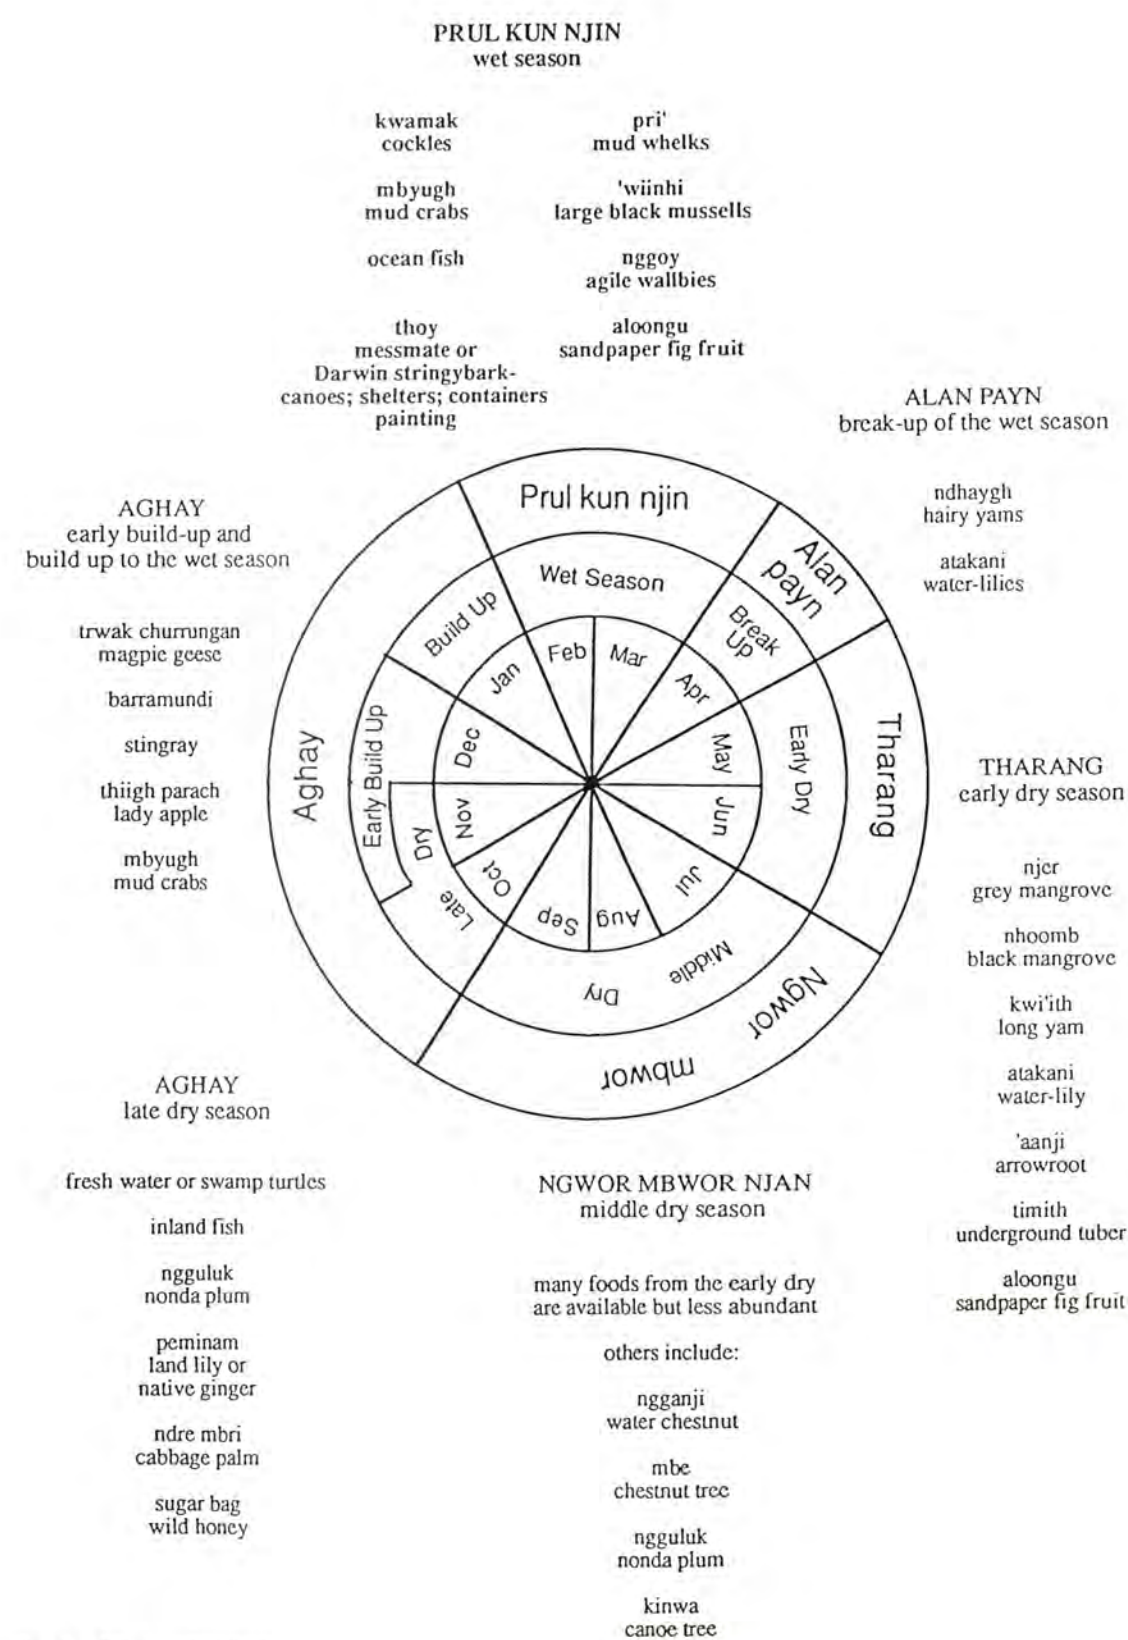 PRUL KUN NJIN
wet season
kwamak
cockles
mbyugh
mud crabs
ocean fish
thoy
messmate or
Darwin stringybark-
canoes; shelters; containers
painting
pri'
mud whelks
'wiinhi
large black mussells
nggoy
agile wallbies
aloongu
sandpaper fig fruit
ALAN PAYN
break-up of the wet season
ndhaygh
hairy yams
atakani
water-lilies
AGHAY
early build-up and
build up to the wet season
trwak churrungan
magpie geese
barramundi
stingray
thiigh parach
lady apple
mbyugh
mud crabs
Prul kun njin
Alan
payn
Tharang
Ngwor
mbwor
Aghay
Wet Season
Break
Up
Early Dry
Middle
Dry
Late
Dry
Early Build Up
Build Up
Jan
Feb
Mar
Apr
May
Jun
Jul
Aug
Sep
Oct
Nov
Dec
THARANG
early dry season
njer
grey mangrove
nhoomb
black mangrove
kwi'ith
long yam
atakani
water-lily
'aanji
arrowroot
timith
underground tuber
aloongu
sandpaper fig fruit
AGHAY
late dry season
fresh water or swamp turtles
inland fish
ngguluk
nonda plum
peminam
land lily or
native ginger
ndre mbri
cabbage palm
sugar bag
wild honey
NGWOR MBWOR NJAN
middle dry season
many foods from the early dry
are available but less abundant
others include:
ngganji
water chestnut
mbe
chestnut tree
ngguluk
nonda plum
kinwa
canoe tree